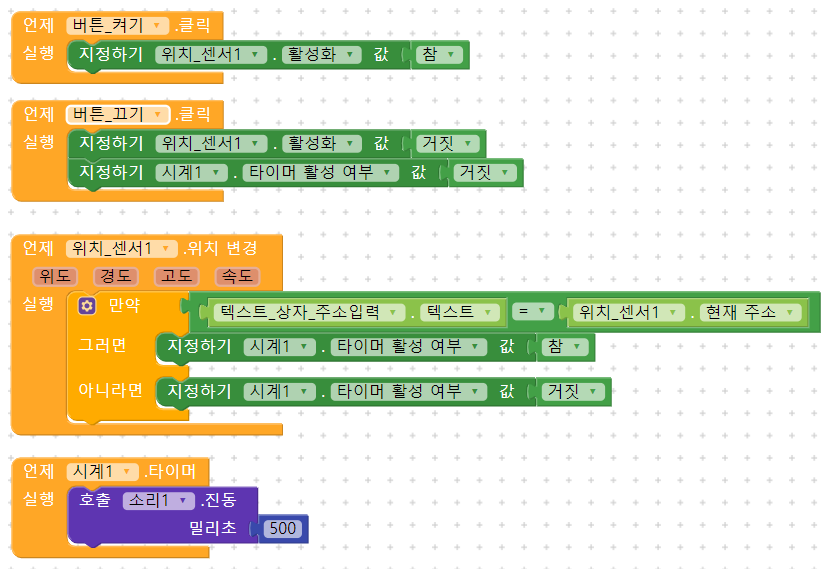 언제 버튼_켜기 .클릭
실행 지정하기 위치_센서1 . 활성화 값 참
언제 버튼_끄기 .클릭
실행 지정하기 위치_센서1 . 활성화 값 거짓
지정하기 시계1 . 타이머 활성 여부 값 거짓
언제 위치_센서1 .위치 변경
위도 경도 고도 속도
실행 만약 텍스트_상자_주소입력 . 텍스트 = 위치_센서1 . 현재 주소
그러면 지정하기 시계1 . 타이머 활성 여부 값 참
아니라면 지정하기 시계1 . 타이머 활성 여부 값 거짓
언제 시계1 .타이머
실행 호출 소리1 .진동
밀리초 500